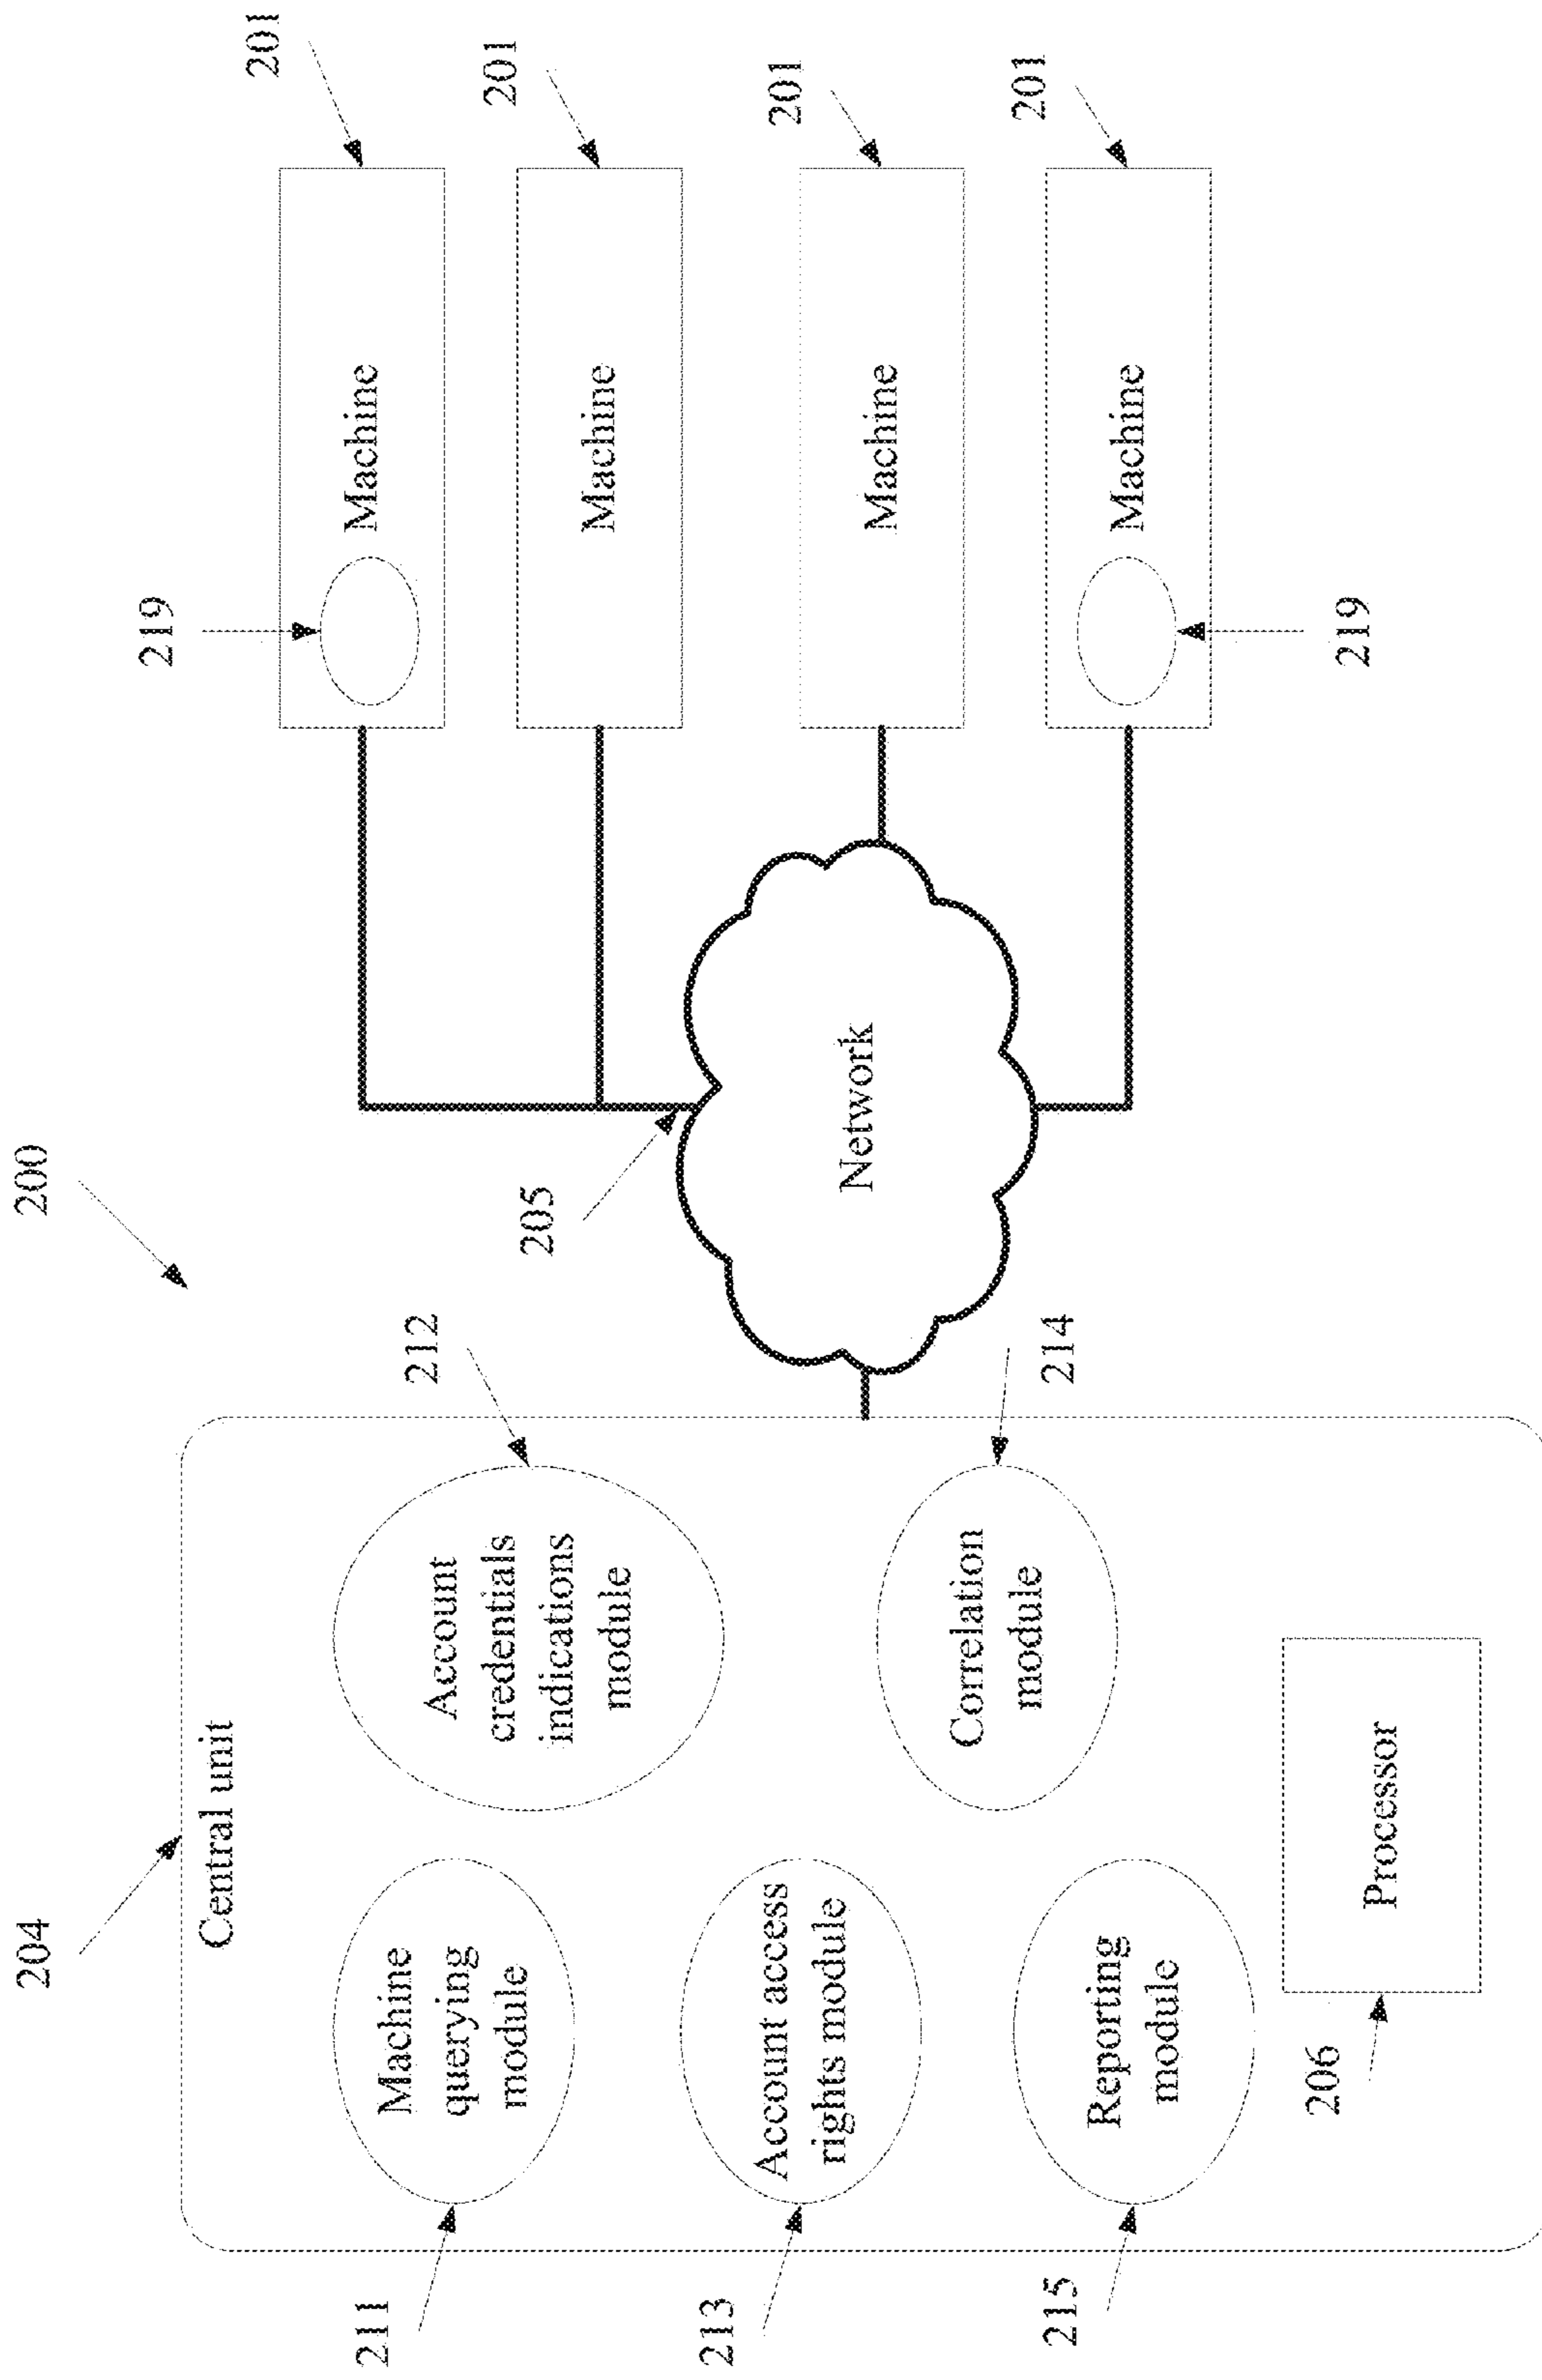 200
204
Central unit
211
Machine
querying
module
212
Account
credentials
indications
module
213
Account access
rights module
214
Correlation
module
215
Reporting
module
206
Processor
205
Network
219
Machine
201
Machine
201
Machine
201
Machine
201
219